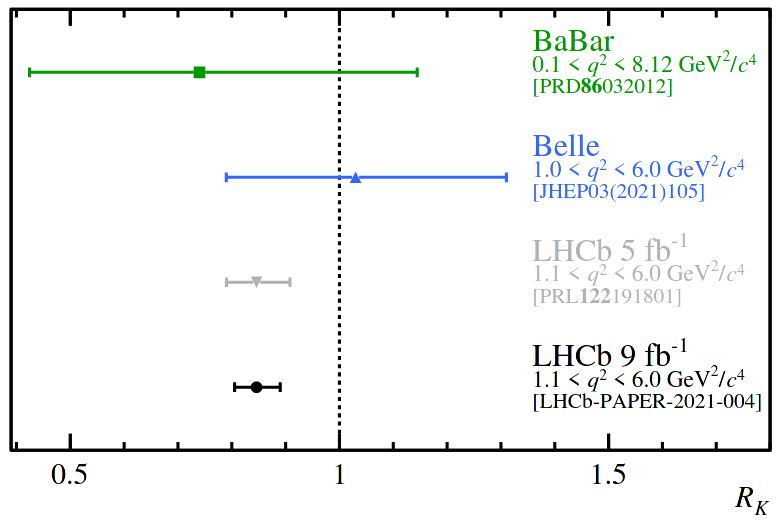 BaBar
0.1 < q² < 8.12 GeV²/c⁴
[PRD86032012]
Belle
1.0 < q² < 6.0 GeV²/c⁴
[JHEP03(2021)105]
LHCb 5 fb⁻¹
1.1 < q² < 6.0 GeV²/c⁴
[PRL122191801]
LHCb 9 fb⁻¹
1.1 < q² < 6.0 GeV²/c⁴
[LHCb-PAPER-2021-004]
0.5 1 1.5
R_K